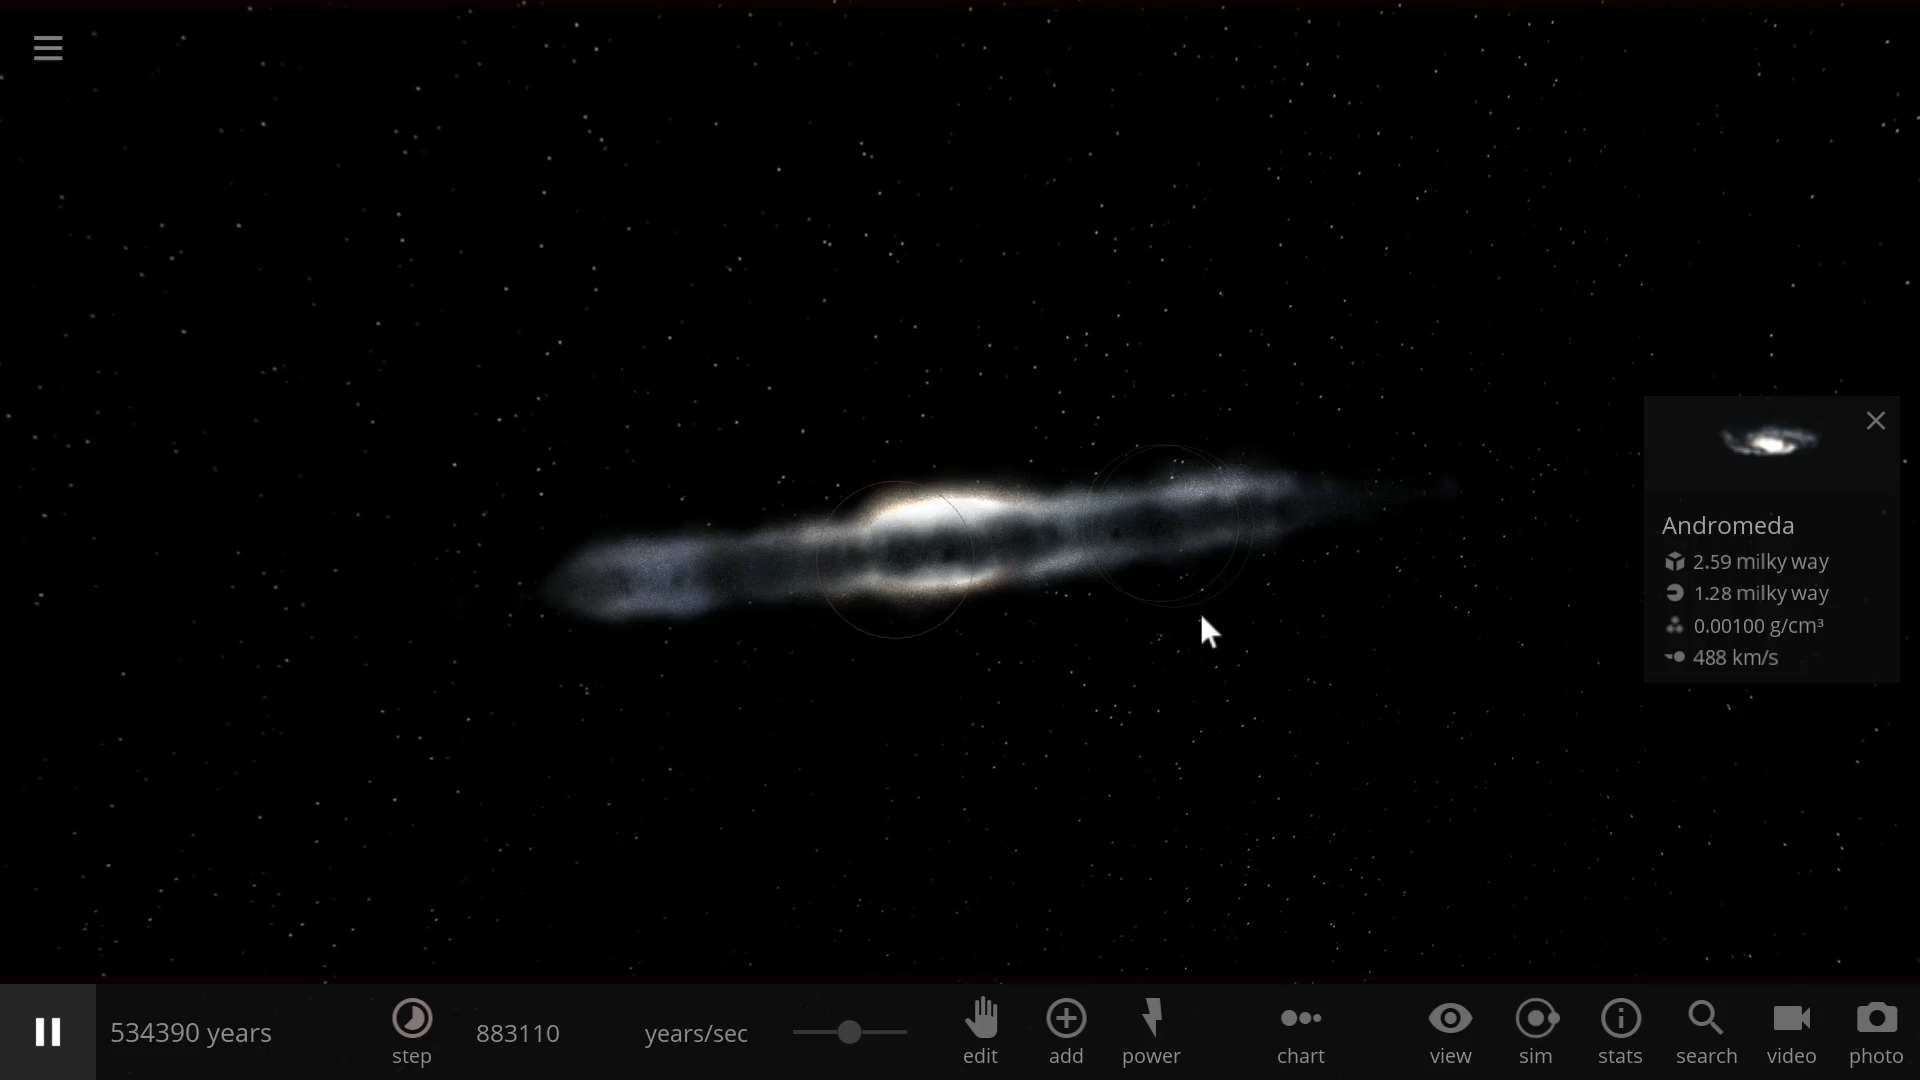 Andromeda
2.59 milky way
1.28 milky way
0.00100 g/cm³
488 km/s
534390 years
step
883110
years/sec
edit
add
power
chart
view
sim
stats
search
video
photo